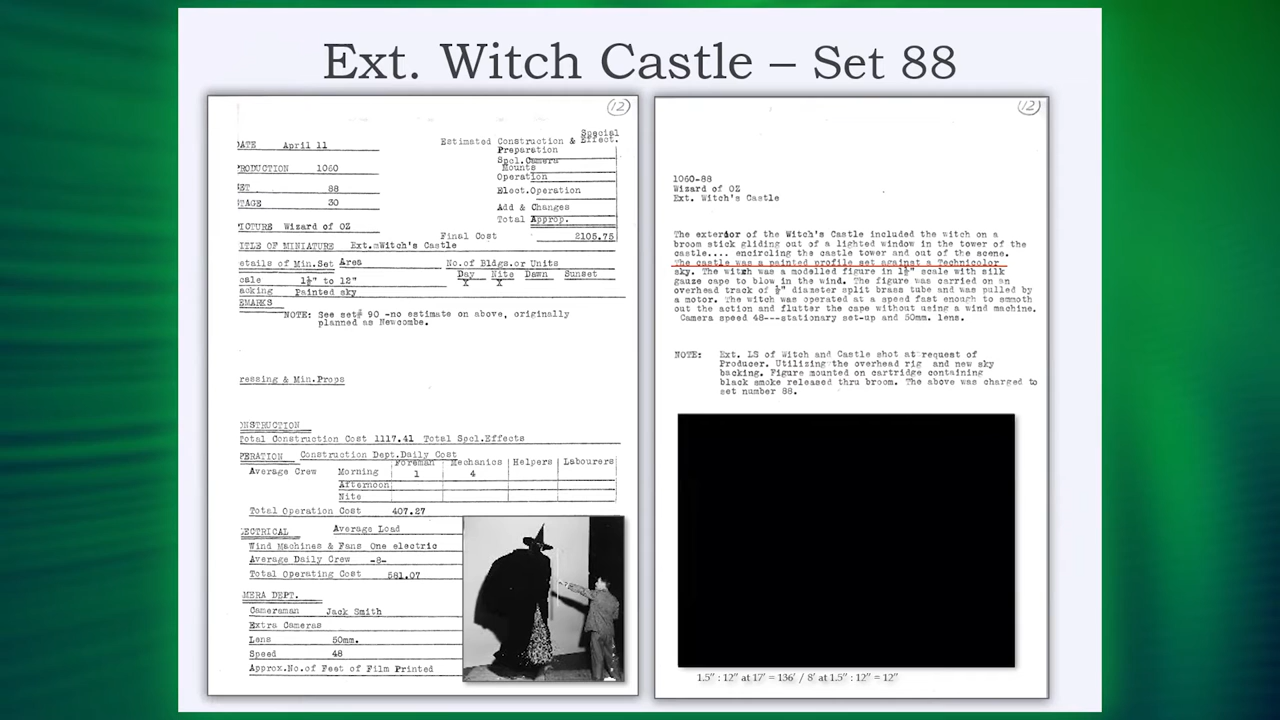 Ext. Witch Castle – Set 88
12
DATE April 11
Estimated Construction & Special Effect.
Preparation
PRODUCTION 1060
Spcl.Camera
Mounts
Operation
SET 88
Elect.Operation
STAGE 30
Add & Changes
Total Approp.
PICTURE Wizard of OZ
Final Cost 2105.75
TITLE OF MINIATURE Ext.mWitch's Castle
etails of Min.Set Area No.of Bldgs.or Units
Day Nite Dawn Sunset
cale 1½" to 12" X X
acking Painted sky
EMARKS
NOTE: See set# 90 -no estimate on above, originally
planned as Newcombe.
ressing & Min.Props
ONSTRUCTION
Total Construction Cost 1117.41 Total Spcl.Effects
PERATION Construction Dept.Daily Cost
Foreman Mechanics Helpers Labourers
Average Crew Morning 1 4
Afternoon
Nite
Total Operation Cost 407.27
ECTRICAL Average Load
Wind Machines & Fans One electric
Average Daily Crew -8-
Total Operating Cost 581.07
MERA DEPT.
Cameraman Jack Smith
Extra Cameras
Lens 50mm.
Speed 48
Approx.No.of Feet of Film Printed
12
1060-88
Wizard of OZ
Ext. Witch's Castle
The exterior of the Witch's Castle included the witch on a
broom stick gliding out of a lighted window in the tower of the
castle.... encircling the castle tower and out of the scene.
The castle was a painted profile set against a Technicolor
sky. The witch was a modelled figure in 1½" scale with silk
gauze cape to blow in the wind. The figure was carried on an
overhead track of diameter split brass tube and was pulled by
a motor. The witch was operated at a speed fast enough to smooth
out the action and flutter the cape without using a wind machine.
Camera speed 48---stationary set-up and 50mm. lens.
NOTE: Ext. LS of Witch and Castle shot at request of
Producer. Utilizing the overhead rig and new sky
backing. Figure mounted on cartridge containing
black smoke released thru broom. The above was charged to
set number 88.
1.5" : 12" at 17' = 136' / 8' at 1.5" : 12" = 12"